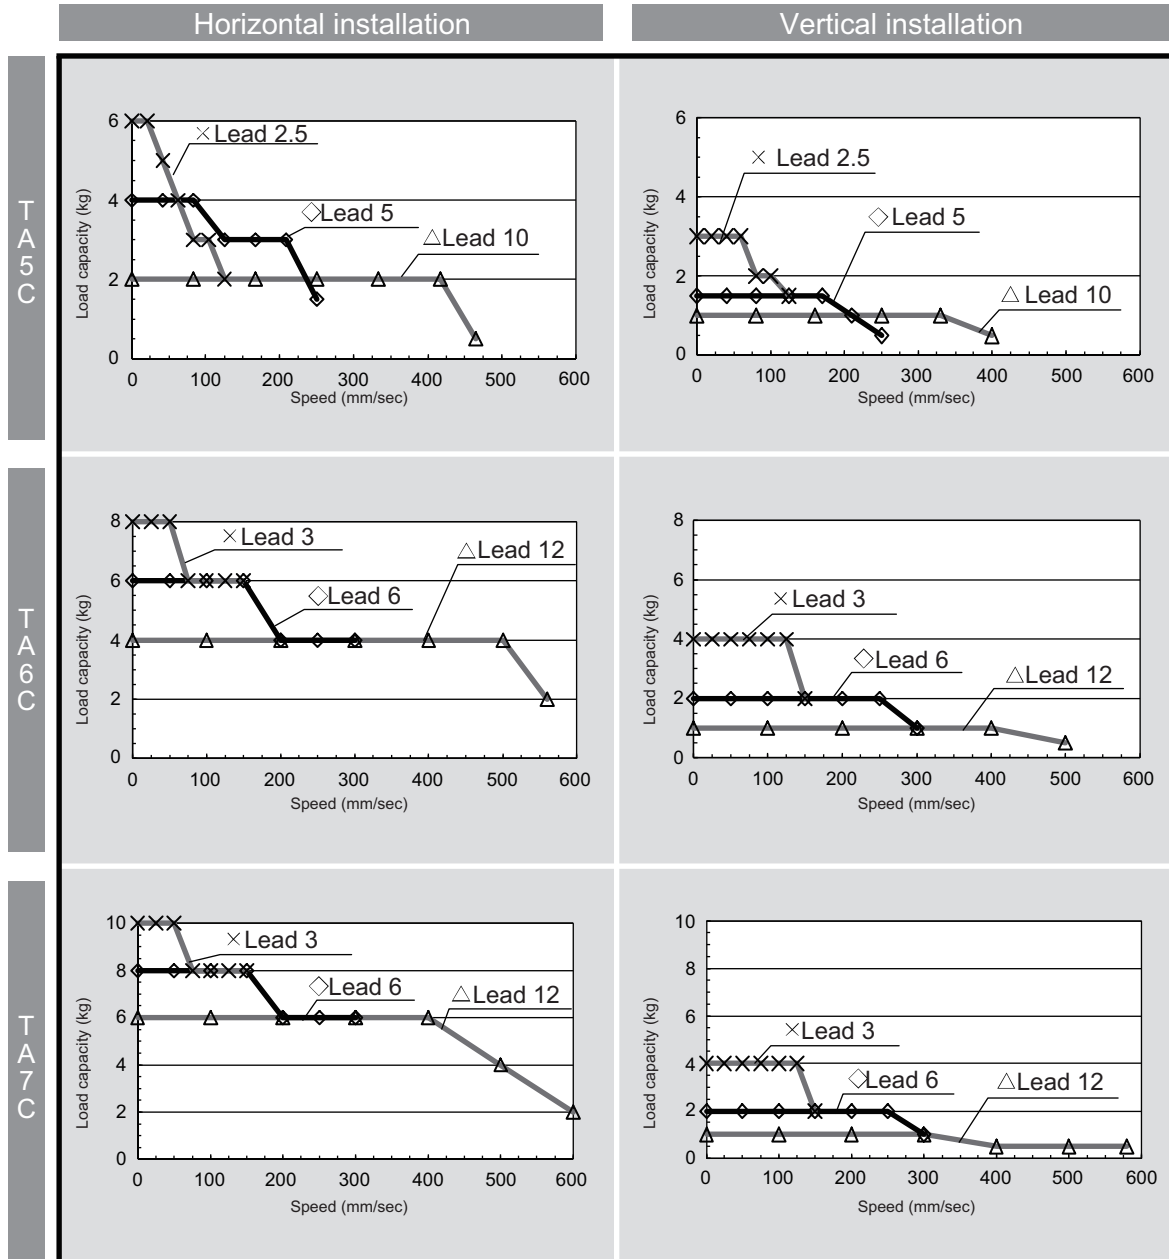 Horizontal installation
Vertical installation
TA5C
Load capacity (kg)
6
4
2
0
× Lead 2.5
◇Lead 5
△Lead 10
0 100 200 300 400 500 600
Speed (mm/sec)
Load capacity (kg)
6
4
2
0
× Lead 2.5
◇Lead 5
△Lead 10
0 100 200 300 400 500 600
Speed (mm/sec)
TA6C
Load capacity (kg)
8
6
4
2
0
×Lead 3
◇Lead 6
△Lead 12
0 100 200 300 400 500 600
Speed (mm/sec)
Load capacity (kg)
8
6
4
2
0
×Lead 3
◇Lead 6
△Lead 12
0 100 200 300 400 500 600
Speed (mm/sec)
TA7C
Load capacity (kg)
10
8
6
4
2
0
×Lead 3
◇Lead 6
△Lead 12
0 100 200 300 400 500 600
Speed (mm/sec)
Load capacity (kg)
10
8
6
4
2
0
×Lead 3
◇Lead 6
△Lead 12
0 100 200 300 400 500 600
Speed (mm/sec)